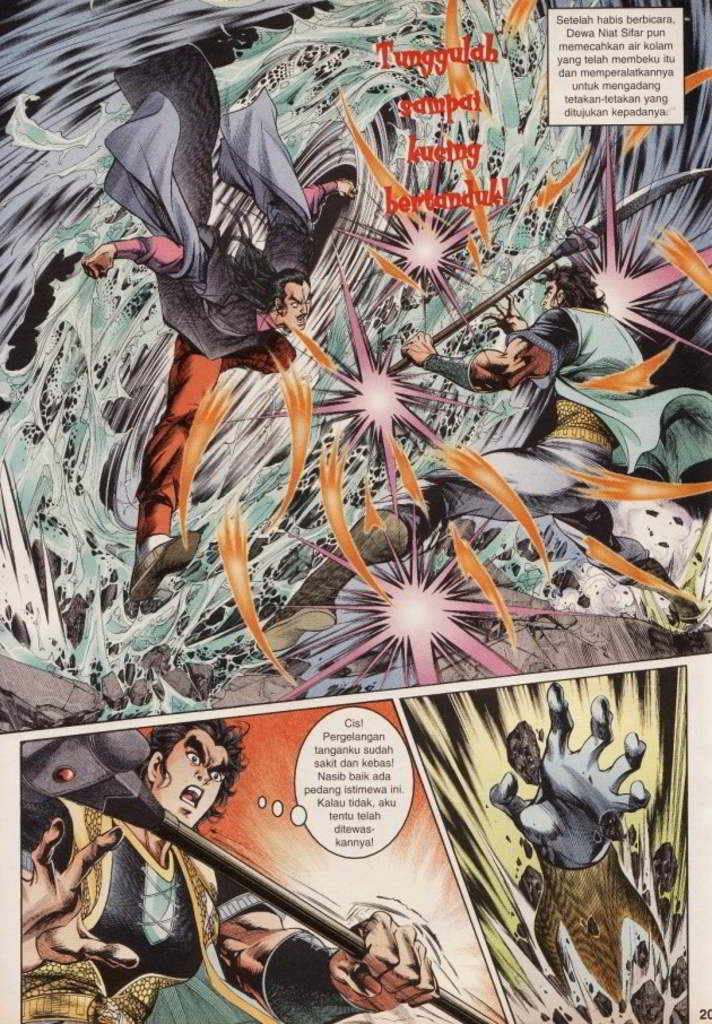 Setelah habis berbicara,
Dewa Niat Sifar pun
memecahkan air kolam
yang telah membeku itu
dan memperalatkannya
untuk mengadang
tetakan-tetakan yang
ditujukan kepadanya.
Tunggulah
sampai
kucing
bertanduk!
Cis!
Pergelangan
tanganku sudah
sakit dan kebas!
Nasib baik ada
pedang istimewa ini.
Kalau tidak, aku
tentu telah
ditewas-
kannya!
20